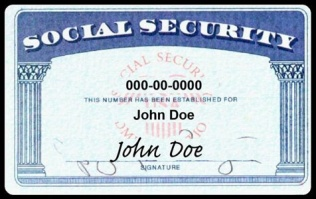 SOCIAL SECURITY
000-00-0000
THIS NUMBER HAS BEEN ESTABLISHED FOR
John Doe
John Doe
SIGNATURE